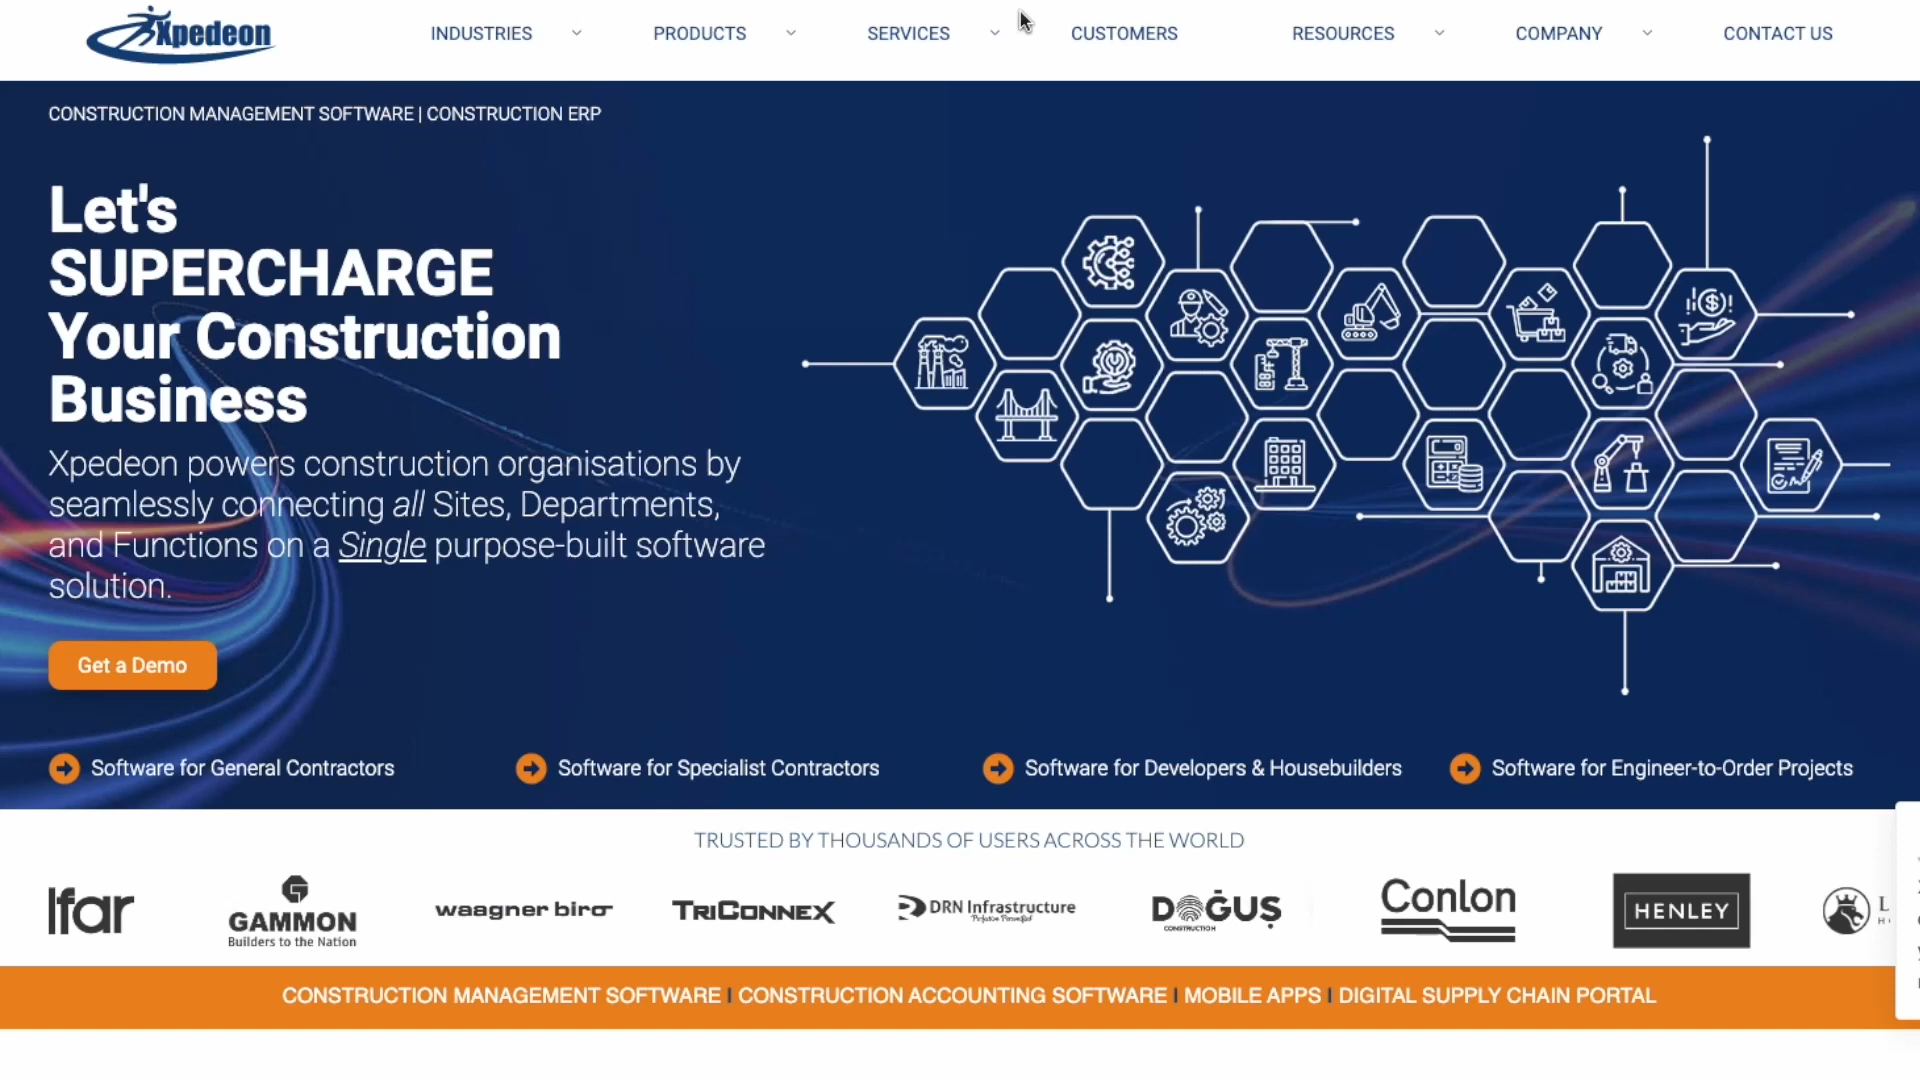 Xpedeon
INDUSTRIES
PRODUCTS
SERVICES
CUSTOMERS
RESOURCES
COMPANY
CONTACT US
CONSTRUCTION MANAGEMENT SOFTWARE | CONSTRUCTION ERP
Let's
SUPERCHARGE
Your Construction
Business
Xpedeon powers construction organisations by
seamlessly connecting all Sites, Departments,
and Functions on a Single purpose-built software
solution.
Get a Demo
Software for General Contractors
Software for Specialist Contractors
Software for Developers & Housebuilders
Software for Engineer-to-Order Projects
TRUSTED BY THOUSANDS OF USERS ACROSS THE WORLD
Ifar
GAMMON
Builders to the Nation
waagner biro
TRICONNEX
DRN Infrastructure
DOĞUŞ
CONSTRUCTION
Conlon
HENLEY
CONSTRUCTION MANAGEMENT SOFTWARE | CONSTRUCTION ACCOUNTING SOFTWARE | MOBILE APPS | DIGITAL SUPPLY CHAIN PORTAL